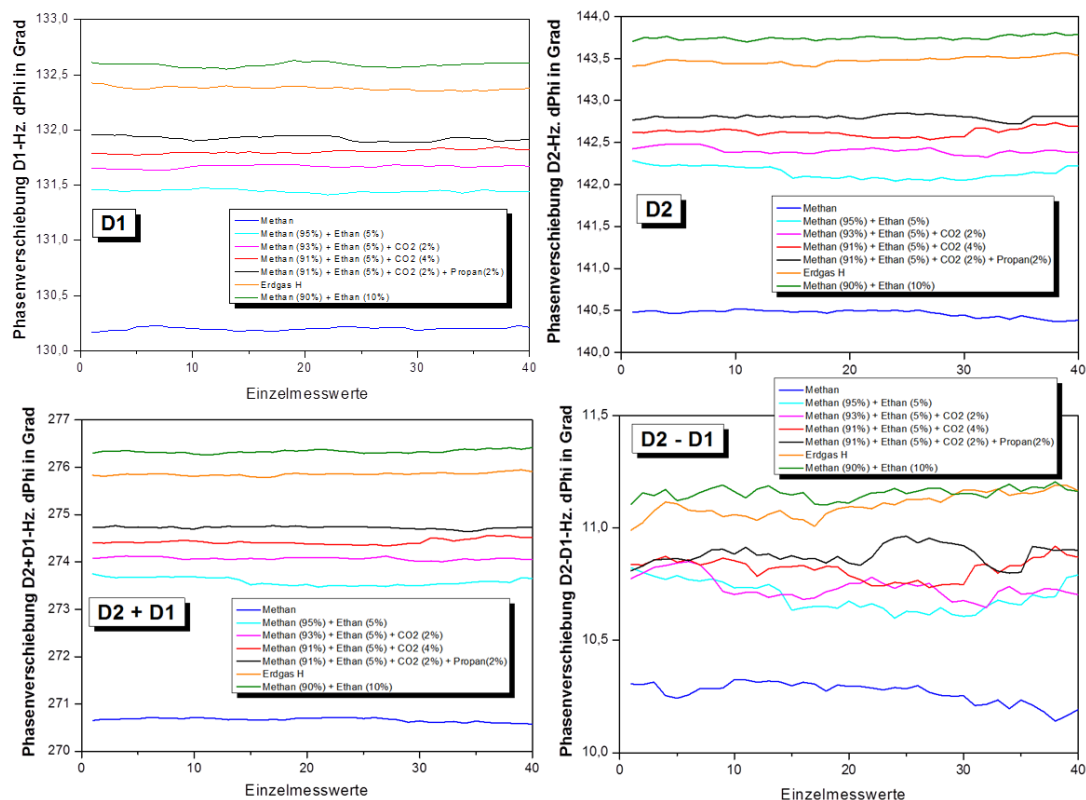 Phasenverschiebung D1-Hz. dPhi in Grad
133,0
132,5
132,0
131,5
131,0
130,5
130,0
D1
Methan
Methan (95%) + Ethan (5%)
Methan (93%) + Ethan (5%) + CO2 (2%)
Methan (91%) + Ethan (5%) + CO2 (4%)
Methan (91%) + Ethan (5%) + CO2 (2%) + Propan(2%)
Erdgas H
Methan (90%) + Ethan (10%)
0 10 20 30 40
Einzelmesswerte
Phasenverschiebung D2-Hz. dPhi in Grad
144,0
143,5
143,0
142,5
142,0
141,5
141,0
140,5
140,0
D2
Methan
Methan (95%) + Ethan (5%)
Methan (93%) + Ethan (5%) + CO2 (2%)
Methan (91%) + Ethan (5%) + CO2 (4%)
Methan (91%) + Ethan (5%) + CO2 (2%) + Propan(2%)
Erdgas H
Methan (90%) + Ethan (10%)
0 10 20 30 40
Phasenverschiebung D2+D1-Hz. dPhi in Grad
277
276
275
274
273
272
271
270
D2 + D1
Methan
Methan (95%) + Ethan (5%)
Methan (93%) + Ethan (5%) + CO2 (2%)
Methan (91%) + Ethan (5%) + CO2 (4%)
Methan (91%) + Ethan (5%) + CO2 (2%) + Propan(2%)
Erdgas H
Methan (90%) + Ethan (10%)
0 10 20 30 40
Einzelmesswerte
Phasenverschiebung D2-D1-Hz. dPhi in Grad
11,5
11,0
10,5
10,0
D2 - D1
Methan
Methan (95%) + Ethan (5%)
Methan (93%) + Ethan (5%) + CO2 (2%)
Methan (91%) + Ethan (5%) + CO2 (4%)
Methan (91%) + Ethan (5%) + CO2 (2%) + Propan(2%)
Erdgas H
Methan (90%) + Ethan (10%)
0 10 20 30 40
Einzelmesswerte